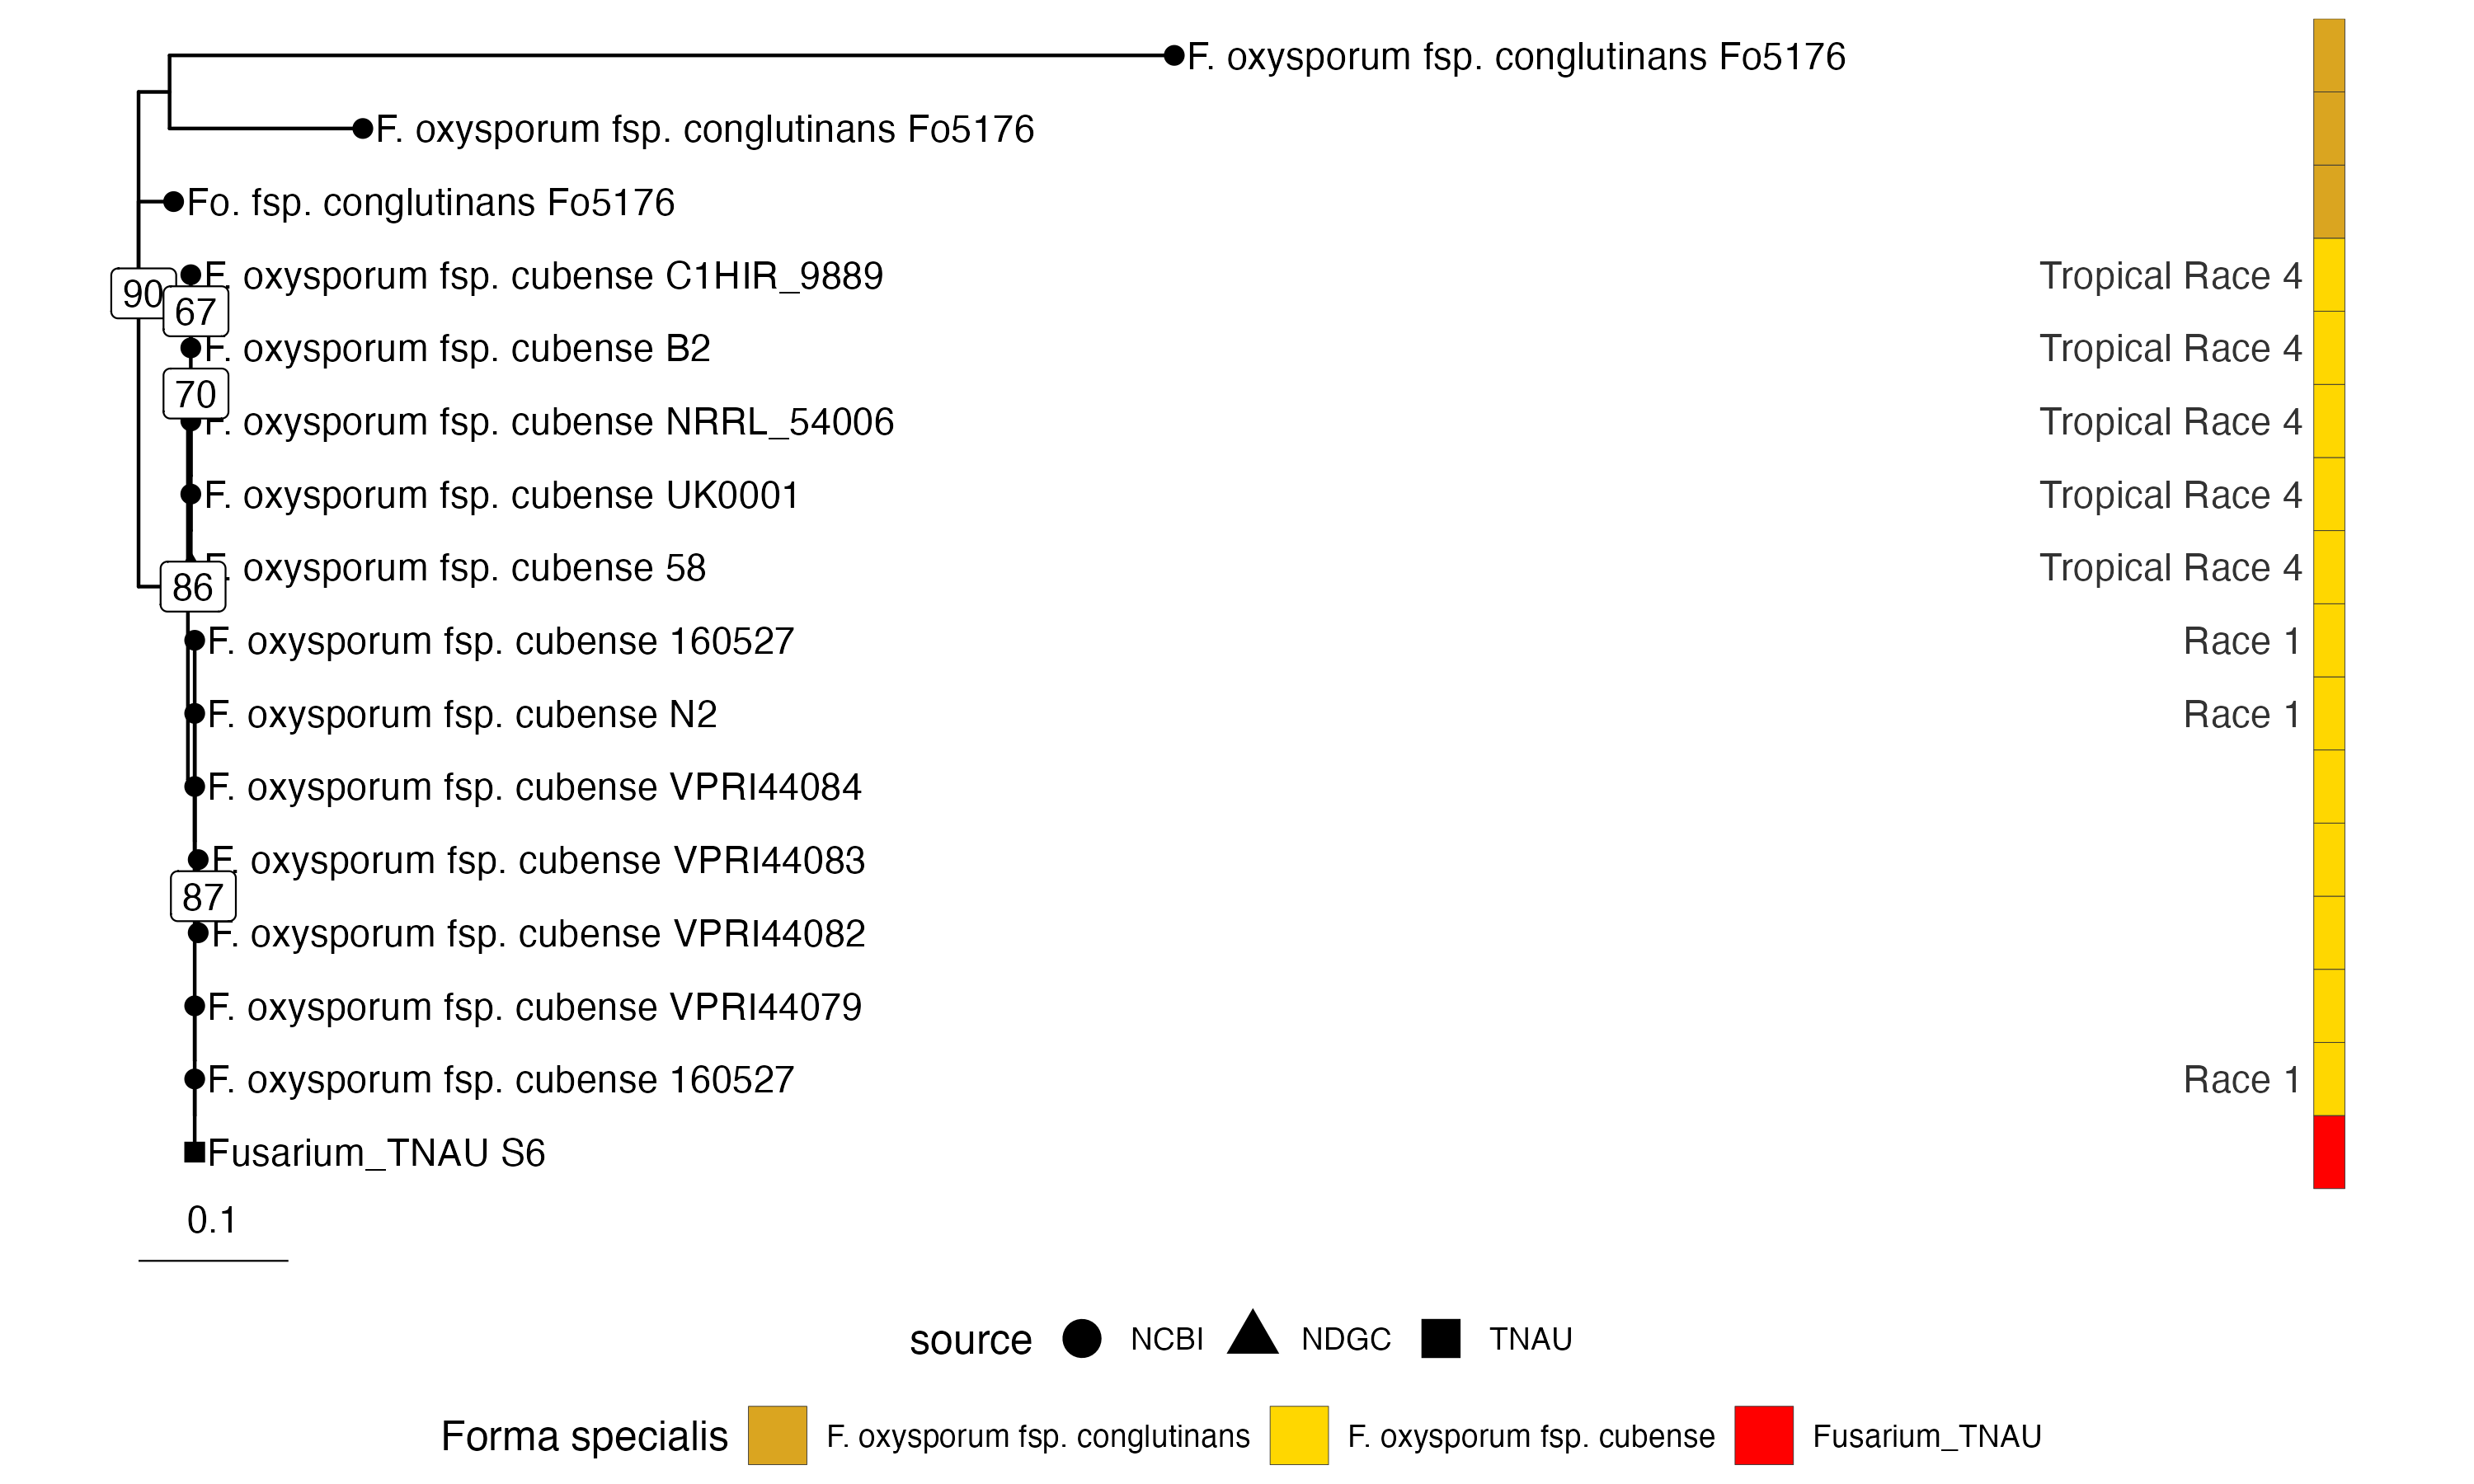 F. oxysporum fsp. conglutinans Fo5176
F. oxysporum fsp. conglutinans Fo5176
Fo. fsp. conglutinans Fo5176
F. oxysporum fsp. cubense C1HIR_9889 Tropical Race 4
90
67
F. oxysporum fsp. cubense B2 Tropical Race 4
70
F. oxysporum fsp. cubense NRRL_54006 Tropical Race 4
F. oxysporum fsp. cubense UK0001 Tropical Race 4
F. oxysporum fsp. cubense 58 Tropical Race 4
86
F. oxysporum fsp. cubense 160527 Race 1
F. oxysporum fsp. cubense N2 Race 1
F. oxysporum fsp. cubense VPRI44084
F. oxysporum fsp. cubense VPRI44083
87
F. oxysporum fsp. cubense VPRI44082
F. oxysporum fsp. cubense VPRI44079
F. oxysporum fsp. cubense 160527 Race 1
Fusarium_TNAU S6
0.1
source NCBI NDGC TNAU
Forma specialis F. oxysporum fsp. conglutinans F. oxysporum fsp. cubense Fusarium_TNAU